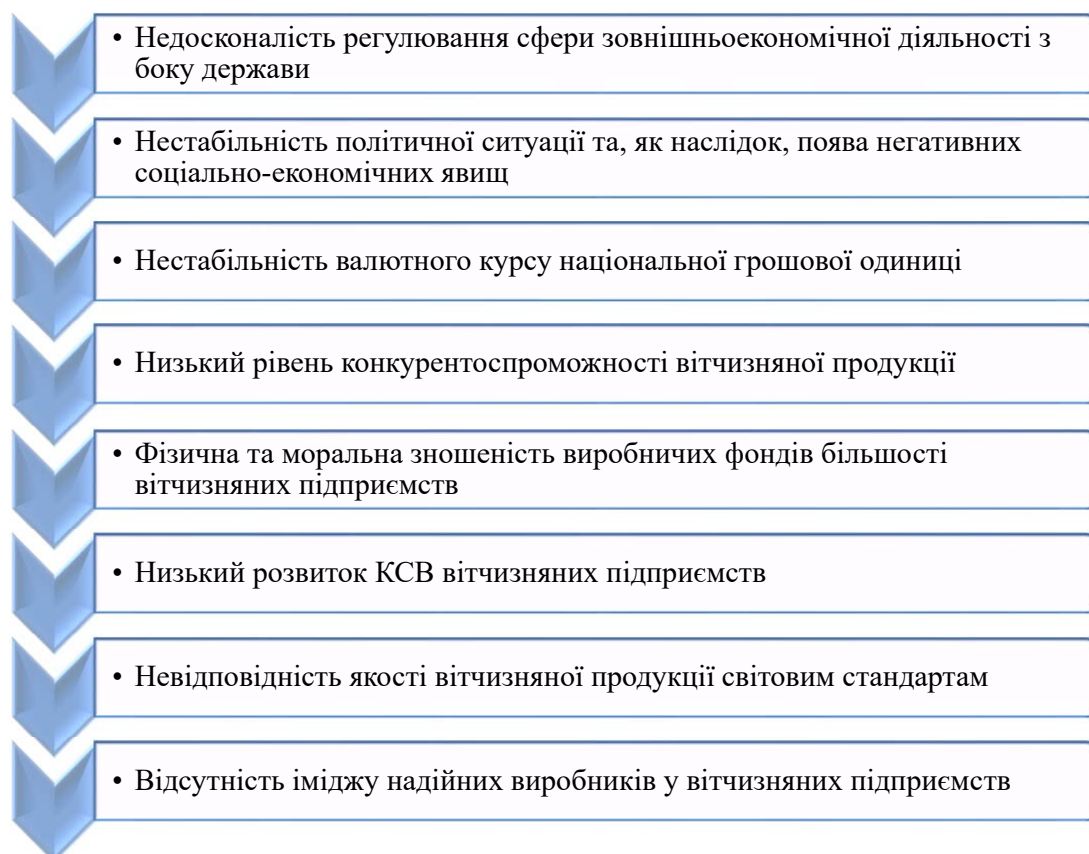 • Недосконалість регулювання сфери зовнішньоекономічної діяльності з
боку держави
• Нестабільність політичної ситуації та, як наслідок, поява негативних
соціально-економічних явищ
• Нестабільність валютного курсу національної грошової одиниці
• Низький рівень конкурентоспроможності вітчизняної продукції
• Фізична та моральна зношеність виробничих фондів більшості
вітчизняних підприємств
• Низький розвиток КСВ вітчизняних підприємств
• Невідповідність якості вітчизняної продукції світовим стандартам
• Відсутність іміджу надійних виробників у вітчизняних підприємств